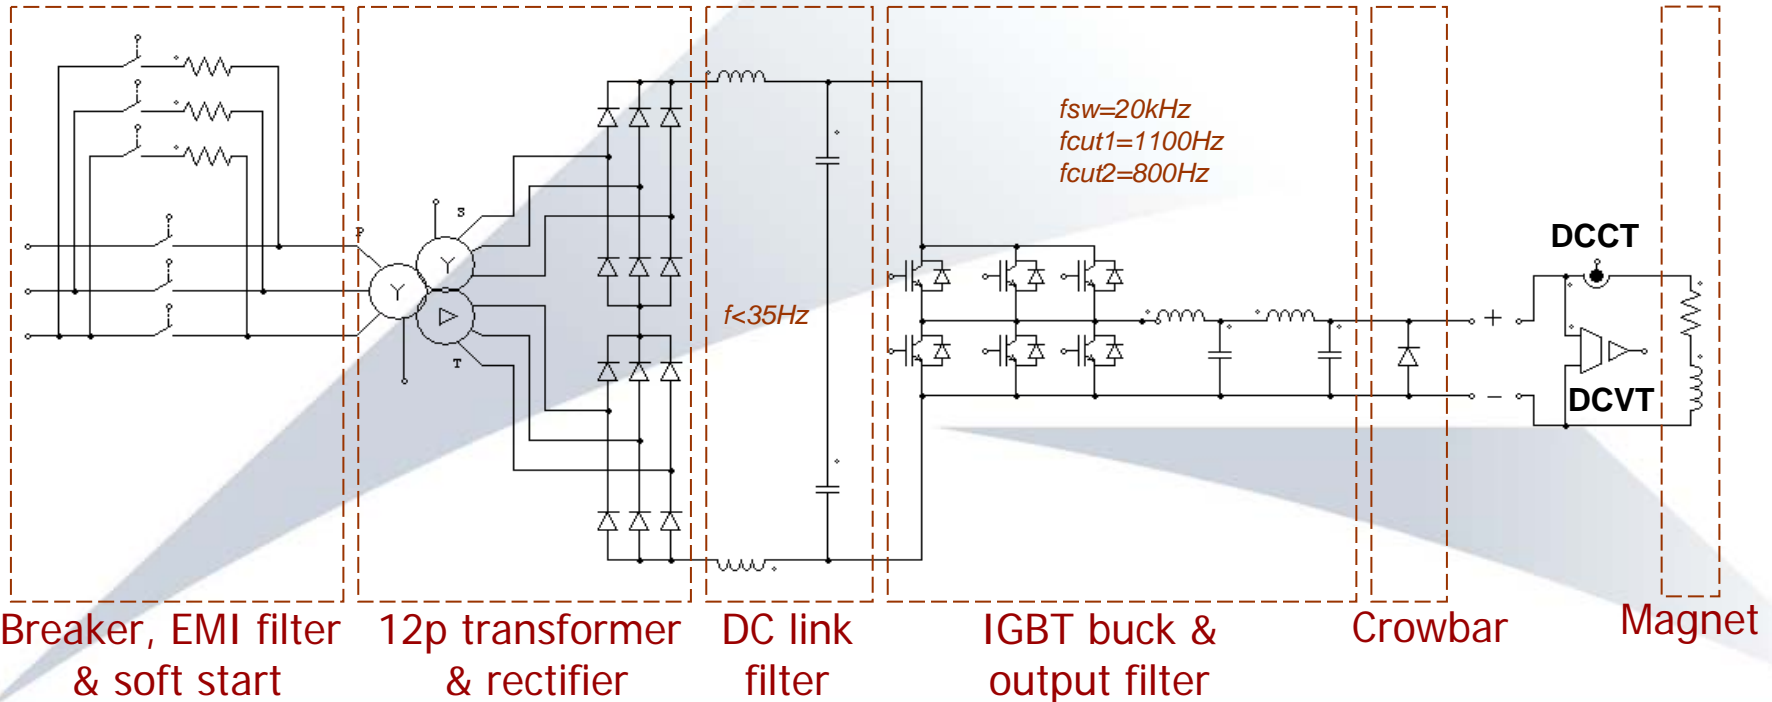 fsw=20kHz
fcut1=1100Hz
fcut2=800Hz
P
S
T
f<35Hz
DCCT
+
−
DCVT
Breaker, EMI filter
& soft start
12p transformer
& rectifier
DC link
filter
IGBT buck &
output filter
Crowbar
Magnet